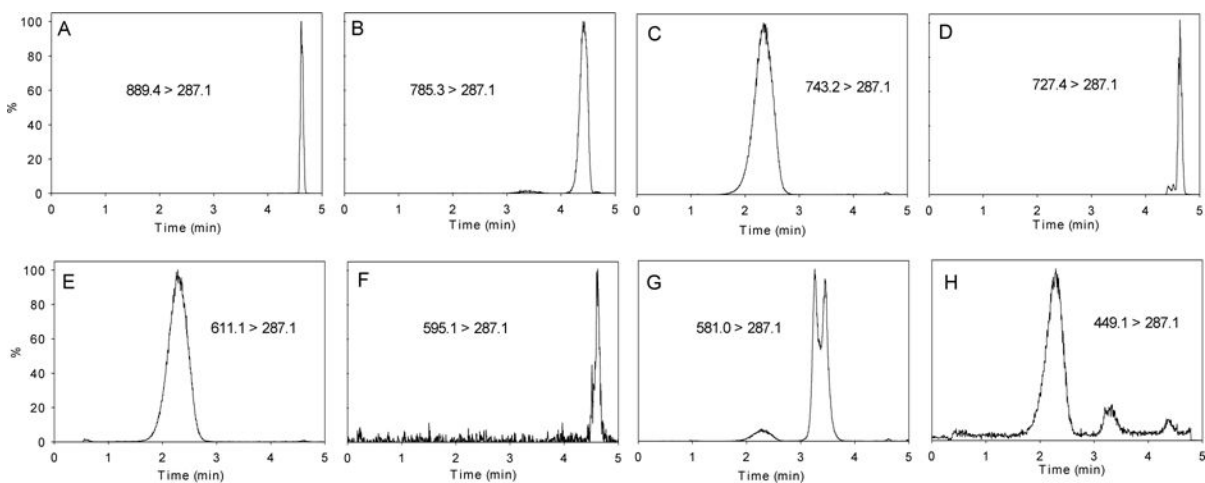 A
B
C
D
889.4 > 287.1
785.3 > 287.1
743.2 > 287.1
727.4 > 287.1
%
100
80
60
40
20
0
0 1 2 3 4 5
0 1 2 3 4 5
0 1 2 3 4 5
0 1 2 3 4 5
Time (min)
Time (min)
Time (min)
Time (min)
E
F
G
H
611.1 > 287.1
595.1 > 287.1
581.0 > 287.1
449.1 > 287.1
%
100
80
60
40
20
0
0 1 2 3 4 5
0 1 2 3 4 5
0 1 2 3 4 5
0 1 2 3 4 5
Time (min)
Time (min)
Time (min)
Time (min)